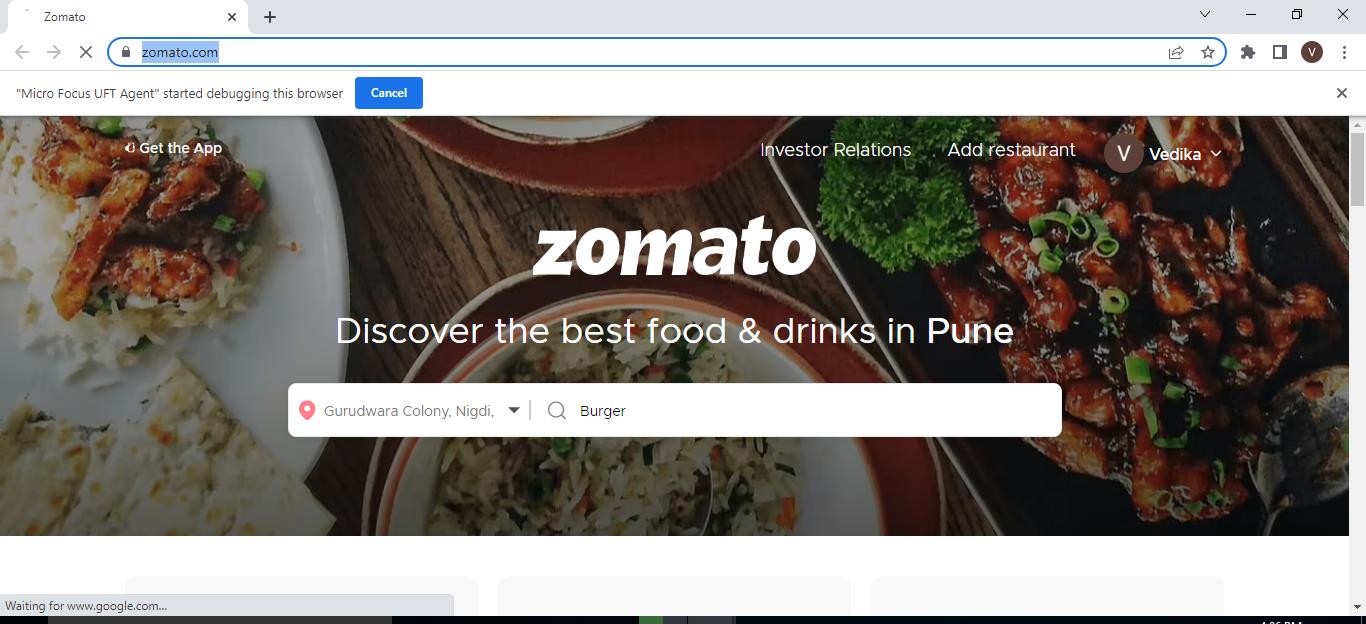 Zomato
zomato.com
V
"Micro Focus UFT Agent" started debugging this browser
Cancel
Get the App
Investor Relations
Add restaurant
V
Vedika
zomato
Discover the best food & drinks in Pune
Gurudwara Colony, Nigdi,
Burger
Waiting for www.google.com...